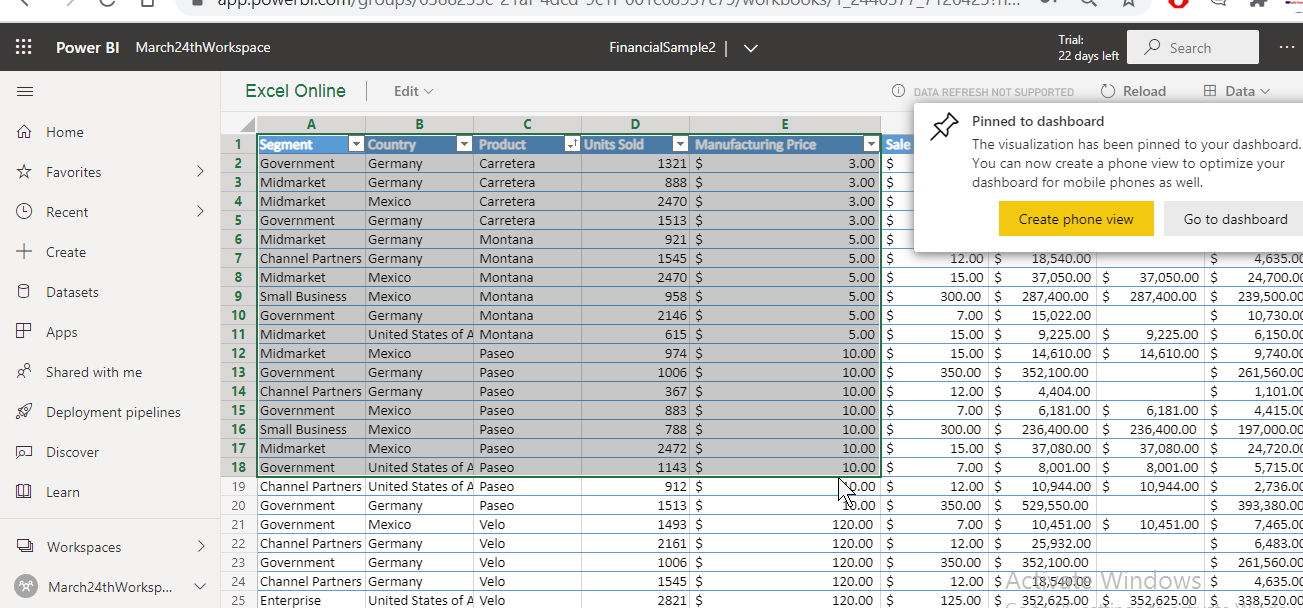 Power BI March24thWorkspace FinancialSample2 | Trial: 22 days left Search ...
Excel Online Edit DATA REFRESH NOT SUPPORTED Reload Data
Home
Favorites
Recent
Create
Datasets
Apps
Shared with me
Deployment pipelines
Discover
Learn
Workspaces
March24thWorksp...
Pinned to dashboard
The visualization has been pinned to your dashboard.
You can now create a phone view to optimize your
dashboard for mobile phones as well.
Create phone view Go to dashboard
A B C D E
1 Segment Country Product Units Sold Manufacturing Price Sale
2 Government Germany Carretera 1321 $ 3.00 $
3 Midmarket Germany Carretera 888 $ 3.00 $
4 Midmarket Mexico Carretera 2470 $ 3.00 $
5 Government Germany Carretera 1513 $ 3.00 $
6 Midmarket Germany Montana 921 $ 5.00 $
7 Channel Partners Germany Montana 1545 $ 5.00 $ 12.00 $ 18,540.00 $ 4,635.00
8 Midmarket Mexico Montana 2470 $ 5.00 $ 15.00 $ 37,050.00 $ 37,050.00 $ 24,700.00
9 Small Business Mexico Montana 958 $ 5.00 $ 300.00 $ 287,400.00 $ 287,400.00 $ 239,500.00
10 Government Germany Montana 2146 $ 5.00 $ 7.00 $ 15,022.00 $ 10,730.00
11 Midmarket United States of A Montana 615 $ 5.00 $ 15.00 $ 9,225.00 $ 9,225.00 $ 6,150.00
12 Midmarket Mexico Paseo 974 $ 10.00 $ 15.00 $ 14,610.00 $ 14,610.00 $ 9,740.00
13 Government Germany Paseo 1006 $ 10.00 $ 350.00 $ 352,100.00 $ 261,560.00
14 Channel Partners Germany Paseo 367 $ 10.00 $ 12.00 $ 4,404.00 $ 1,101.00
15 Government Mexico Paseo 883 $ 10.00 $ 7.00 $ 6,181.00 $ 6,181.00 $ 4,415.00
16 Small Business Mexico Paseo 788 $ 10.00 $ 300.00 $ 236,400.00 $ 236,400.00 $ 197,000.00
17 Midmarket Mexico Paseo 2472 $ 10.00 $ 15.00 $ 37,080.00 $ 37,080.00 $ 24,720.00
18 Government United States of A Paseo 1143 $ 10.00 $ 7.00 $ 8,001.00 $ 8,001.00 $ 5,715.00
19 Channel Partners United States of A Paseo 912 $ 10.00 $ 12.00 $ 10,944.00 $ 10,944.00 $ 2,736.00
20 Government Germany Paseo 1513 $ 10.00 $ 350.00 $ 529,550.00 $ 393,380.00
21 Government Mexico Velo 1493 $ 120.00 $ 7.00 $ 10,451.00 $ 10,451.00 $ 7,465.00
22 Channel Partners Germany Velo 2161 $ 120.00 $ 12.00 $ 25,932.00 $ 6,483.00
23 Government Germany Velo 1006 $ 120.00 $ 350.00 $ 352,100.00 $ 261,560.00
24 Channel Partners Germany Velo 1545 $ 120.00 $ 12.00 $ 18,540.00 $ 4,635.00
25 Enterprise United States of A Velo 2821 $ 120.00 $ 125.00 $ 352,625.00 $ 352,625.00 $ 338,520.00
Activate Windows